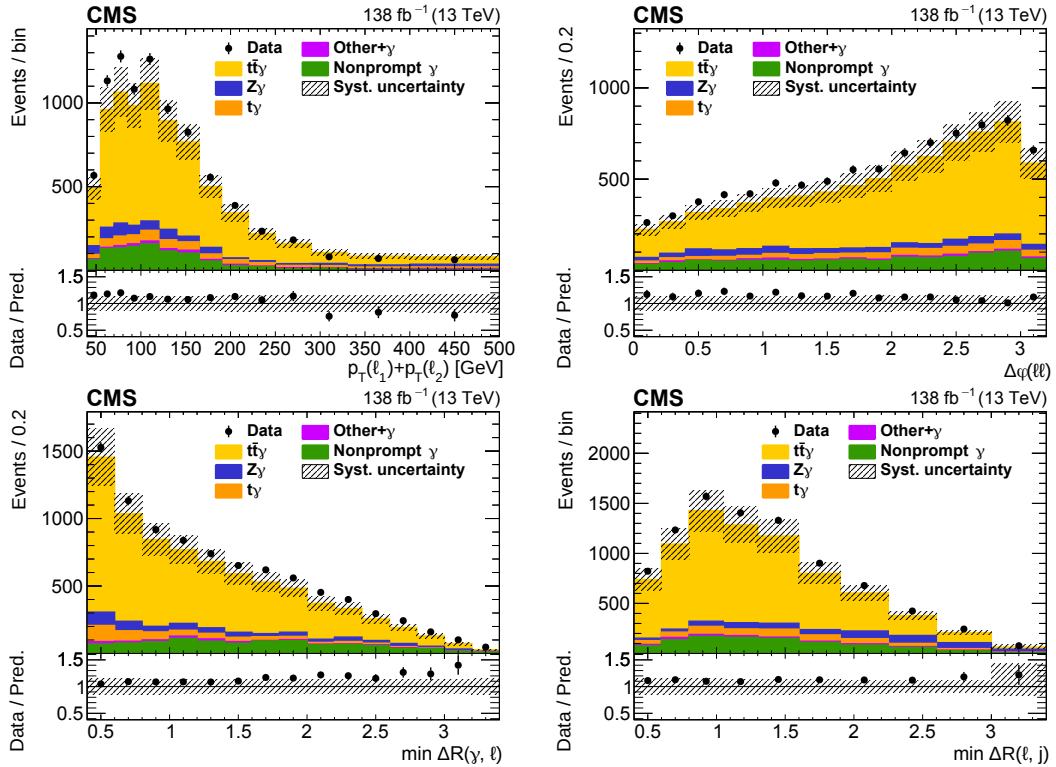 CMS 138 fb⁻¹ (13 TeV)
Events / bin
Data
tt̄γ
Zγ
tγ
Other+γ
Nonprompt γ
Syst. uncertainty
1000
500
Data / Pred.
1.5
1
0.5
50 100 150 200 250 300 350 400 450 500
p_T(ℓ₁)+p_T(ℓ₂) [GeV]
CMS 138 fb⁻¹ (13 TeV)
Events / 0.2
Data
tt̄γ
Zγ
tγ
Other+γ
Nonprompt γ
Syst. uncertainty
1000
500
Data / Pred.
1.5
1
0.5
0 0.5 1 1.5 2 2.5 3
Δφ(ℓℓ)
CMS 138 fb⁻¹ (13 TeV)
Events / 0.2
Data
tt̄γ
Zγ
tγ
Other+γ
Nonprompt γ
Syst. uncertainty
1500
1000
500
Data / Pred.
1.5
1
0.5
0.5 1 1.5 2 2.5 3
min ΔR(γ, ℓ)
CMS 138 fb⁻¹ (13 TeV)
Events / bin
Data
tt̄γ
Zγ
tγ
Other+γ
Nonprompt γ
Syst. uncertainty
2000
1500
1000
500
Data / Pred.
1.5
1
0.5
0.5 1 1.5 2 2.5 3
min ΔR(ℓ, j)